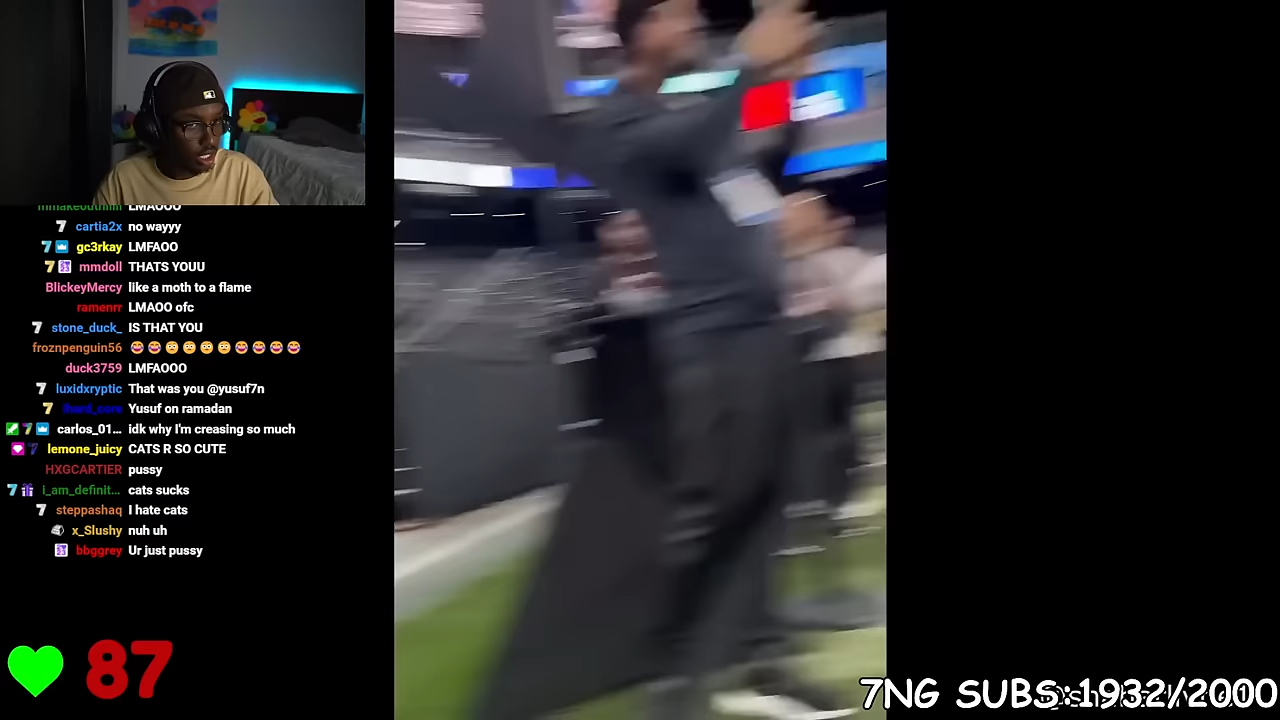 LMAOOO
cartia2x no wayyy
gc3rkay LMFAOO
mmdoll THATS YOUU
BlickeyMercy like a moth to a flame
ramenrr LMAOO ofc
stone_duck_ IS THAT YOU
froznpenguin56 😂😂😳😳😳😳😂😂😂😂
duck3759 LMFAOOO
luxidxryptic That was you @yusuf7n
Yusuf on ramadan
carlos_01... idk why I'm creasing so much
lemone_juicy CATS R SO CUTE
HXGCARTIER pussy
i_am_definit... cats sucks
steppashaq I hate cats
x_Slushy nuh uh
bbggrey Ur just pussy
87
7NG SUBS:1932/2000